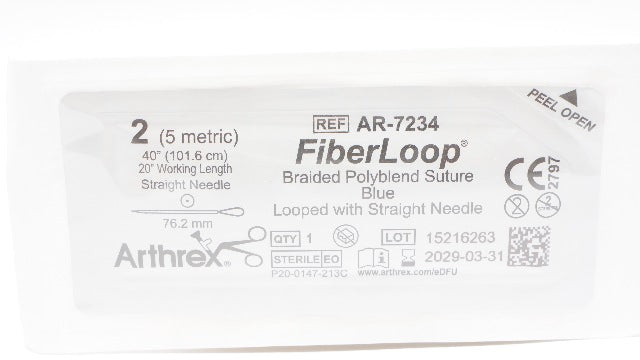 PEEL OPEN
2 (5 metric)
40" (101.6 cm)
20" Working Length
Straight Needle
76.2 mm
Arthrex®
REF AR-7234
FiberLoop®
Braided Polyblend Suture
Blue
Looped with Straight Needle
CE 2797
QTY 1
LOT 15216263
STERILE EO
2029-03-31
P20-0147-213C
www.arthrex.com/eDFU